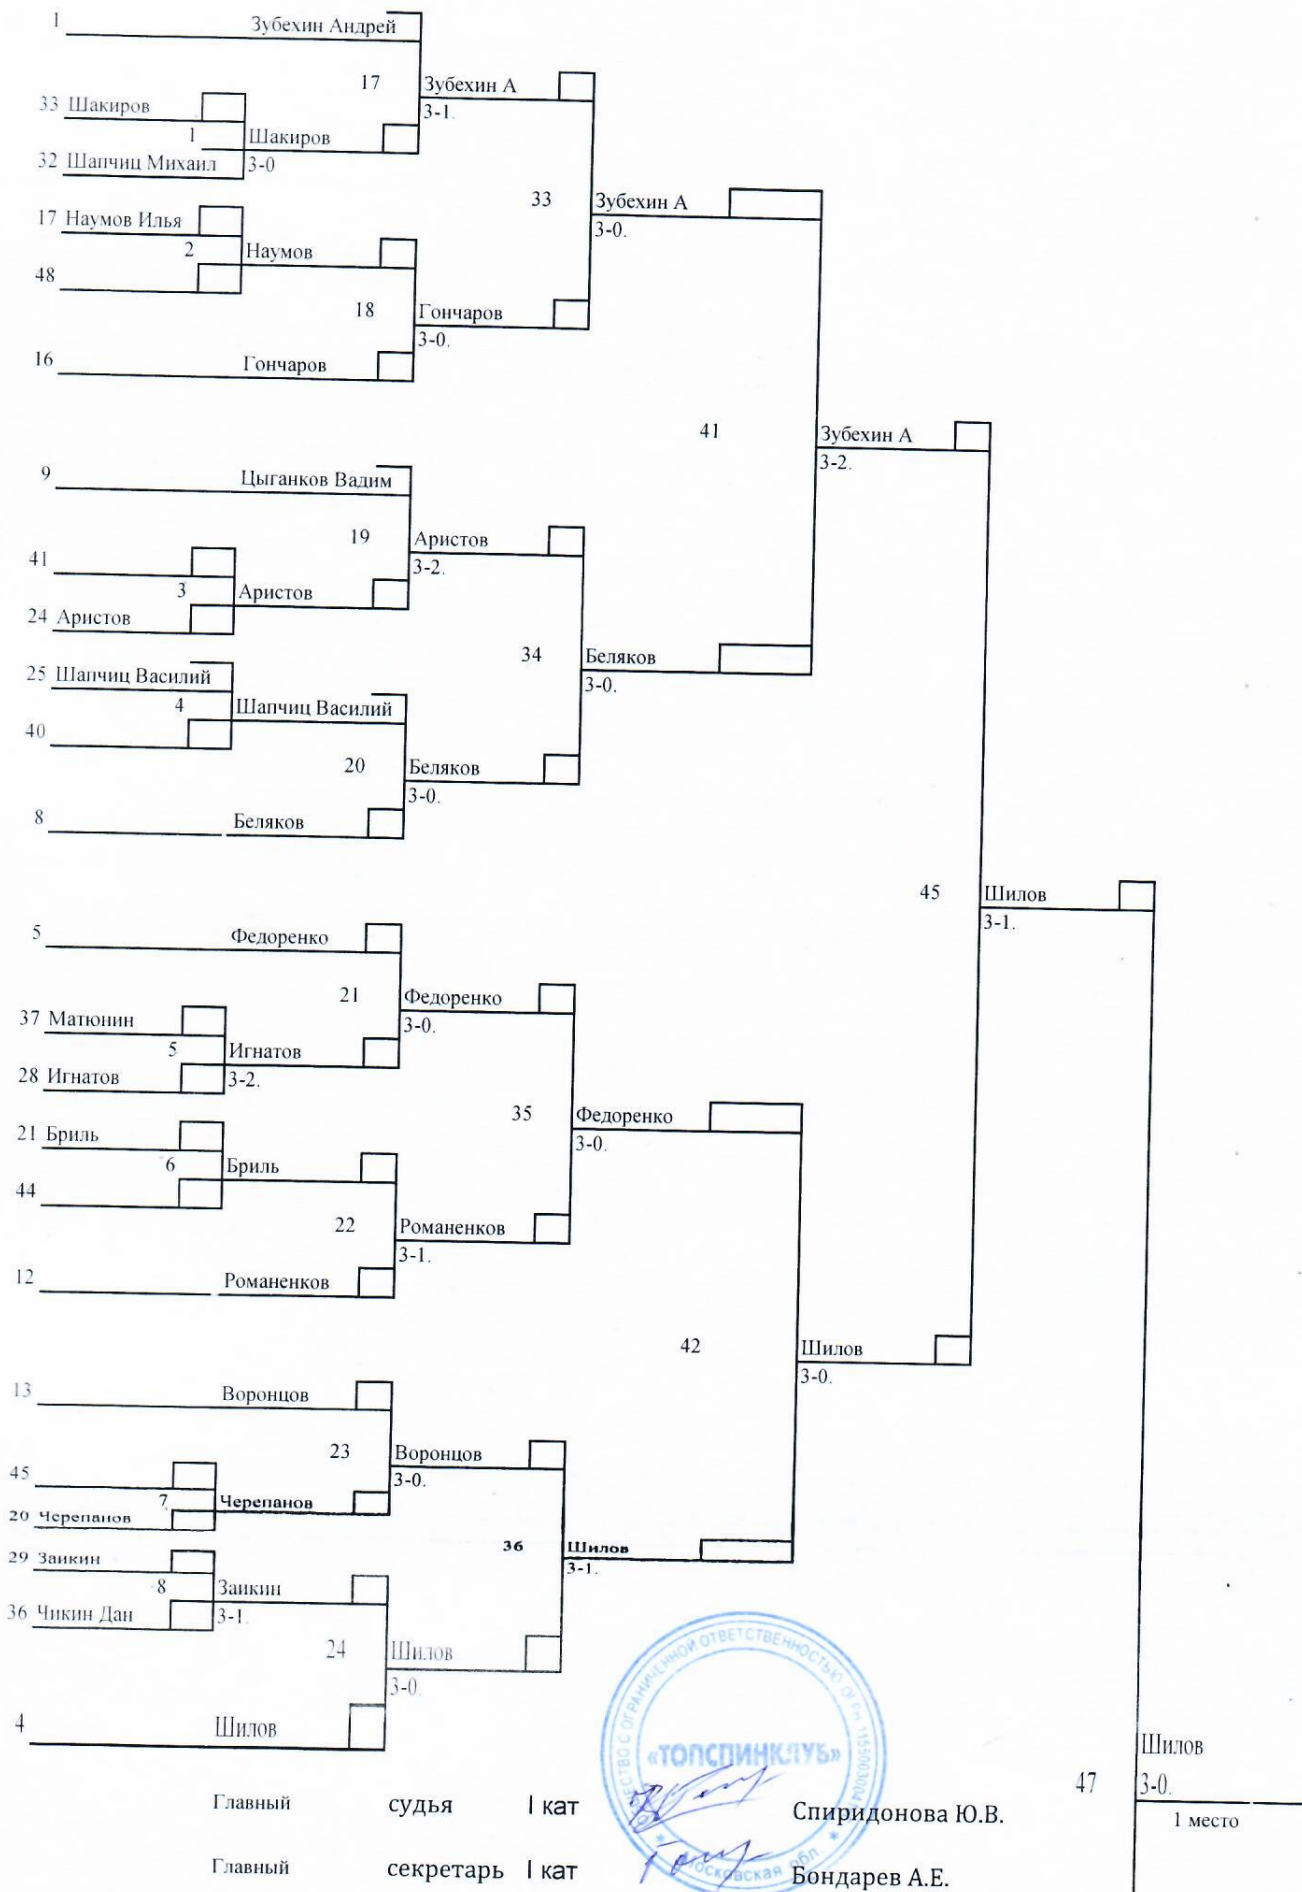 1 Зубехин Андрей
17 Зубехин А
3-1.
33 Шакиров
1 Шакиров
32 Шапчиц Михаил 3-0
33 Зубехин А
3-0.
17 Наумов Илья
2 Наумов
48
18 Гончаров
3-0.
16 Гончаров
41 Зубехин А
3-2.
9 Цыганков Вадим
19 Аристов
3-2.
41
3 Аристов
24 Аристов
34 Беляков
3-0.
25 Шапчиц Василий
4 Шапчиц Василий
40
20 Беляков
3-0.
8 Беляков
45 Шилов
3-1.
5 Федоренко
21 Федоренко
3-0.
37 Матюнин
5 Игнатов
28 Игнатов 3-2.
35 Федоренко
3-0.
21 Бриль
6 Бриль
44
22 Романенков
3-1.
12 Романенков
42 Шилов
3-0.
13 Воронцов
23 Воронцов
3-0.
45
7 Черепанов
20 Черепанов
36 Шилов
3-1.
29 Заикин
8 Заикин
36 Чикин Дан 3-1.
24 Шилов
3-0.
4 Шилов
ОБЩЕСТВО С ОГРАНИЧЕННОЙ ОТВЕТСТВЕННОСТЬЮ
«ТОПСПИНКЛУБ»
Московская обл.
Шилов
47 3-0.
1 место
Главный судья I кат Спиридонова Ю.В.
Главный секретарь I кат Бондарев А.Е.